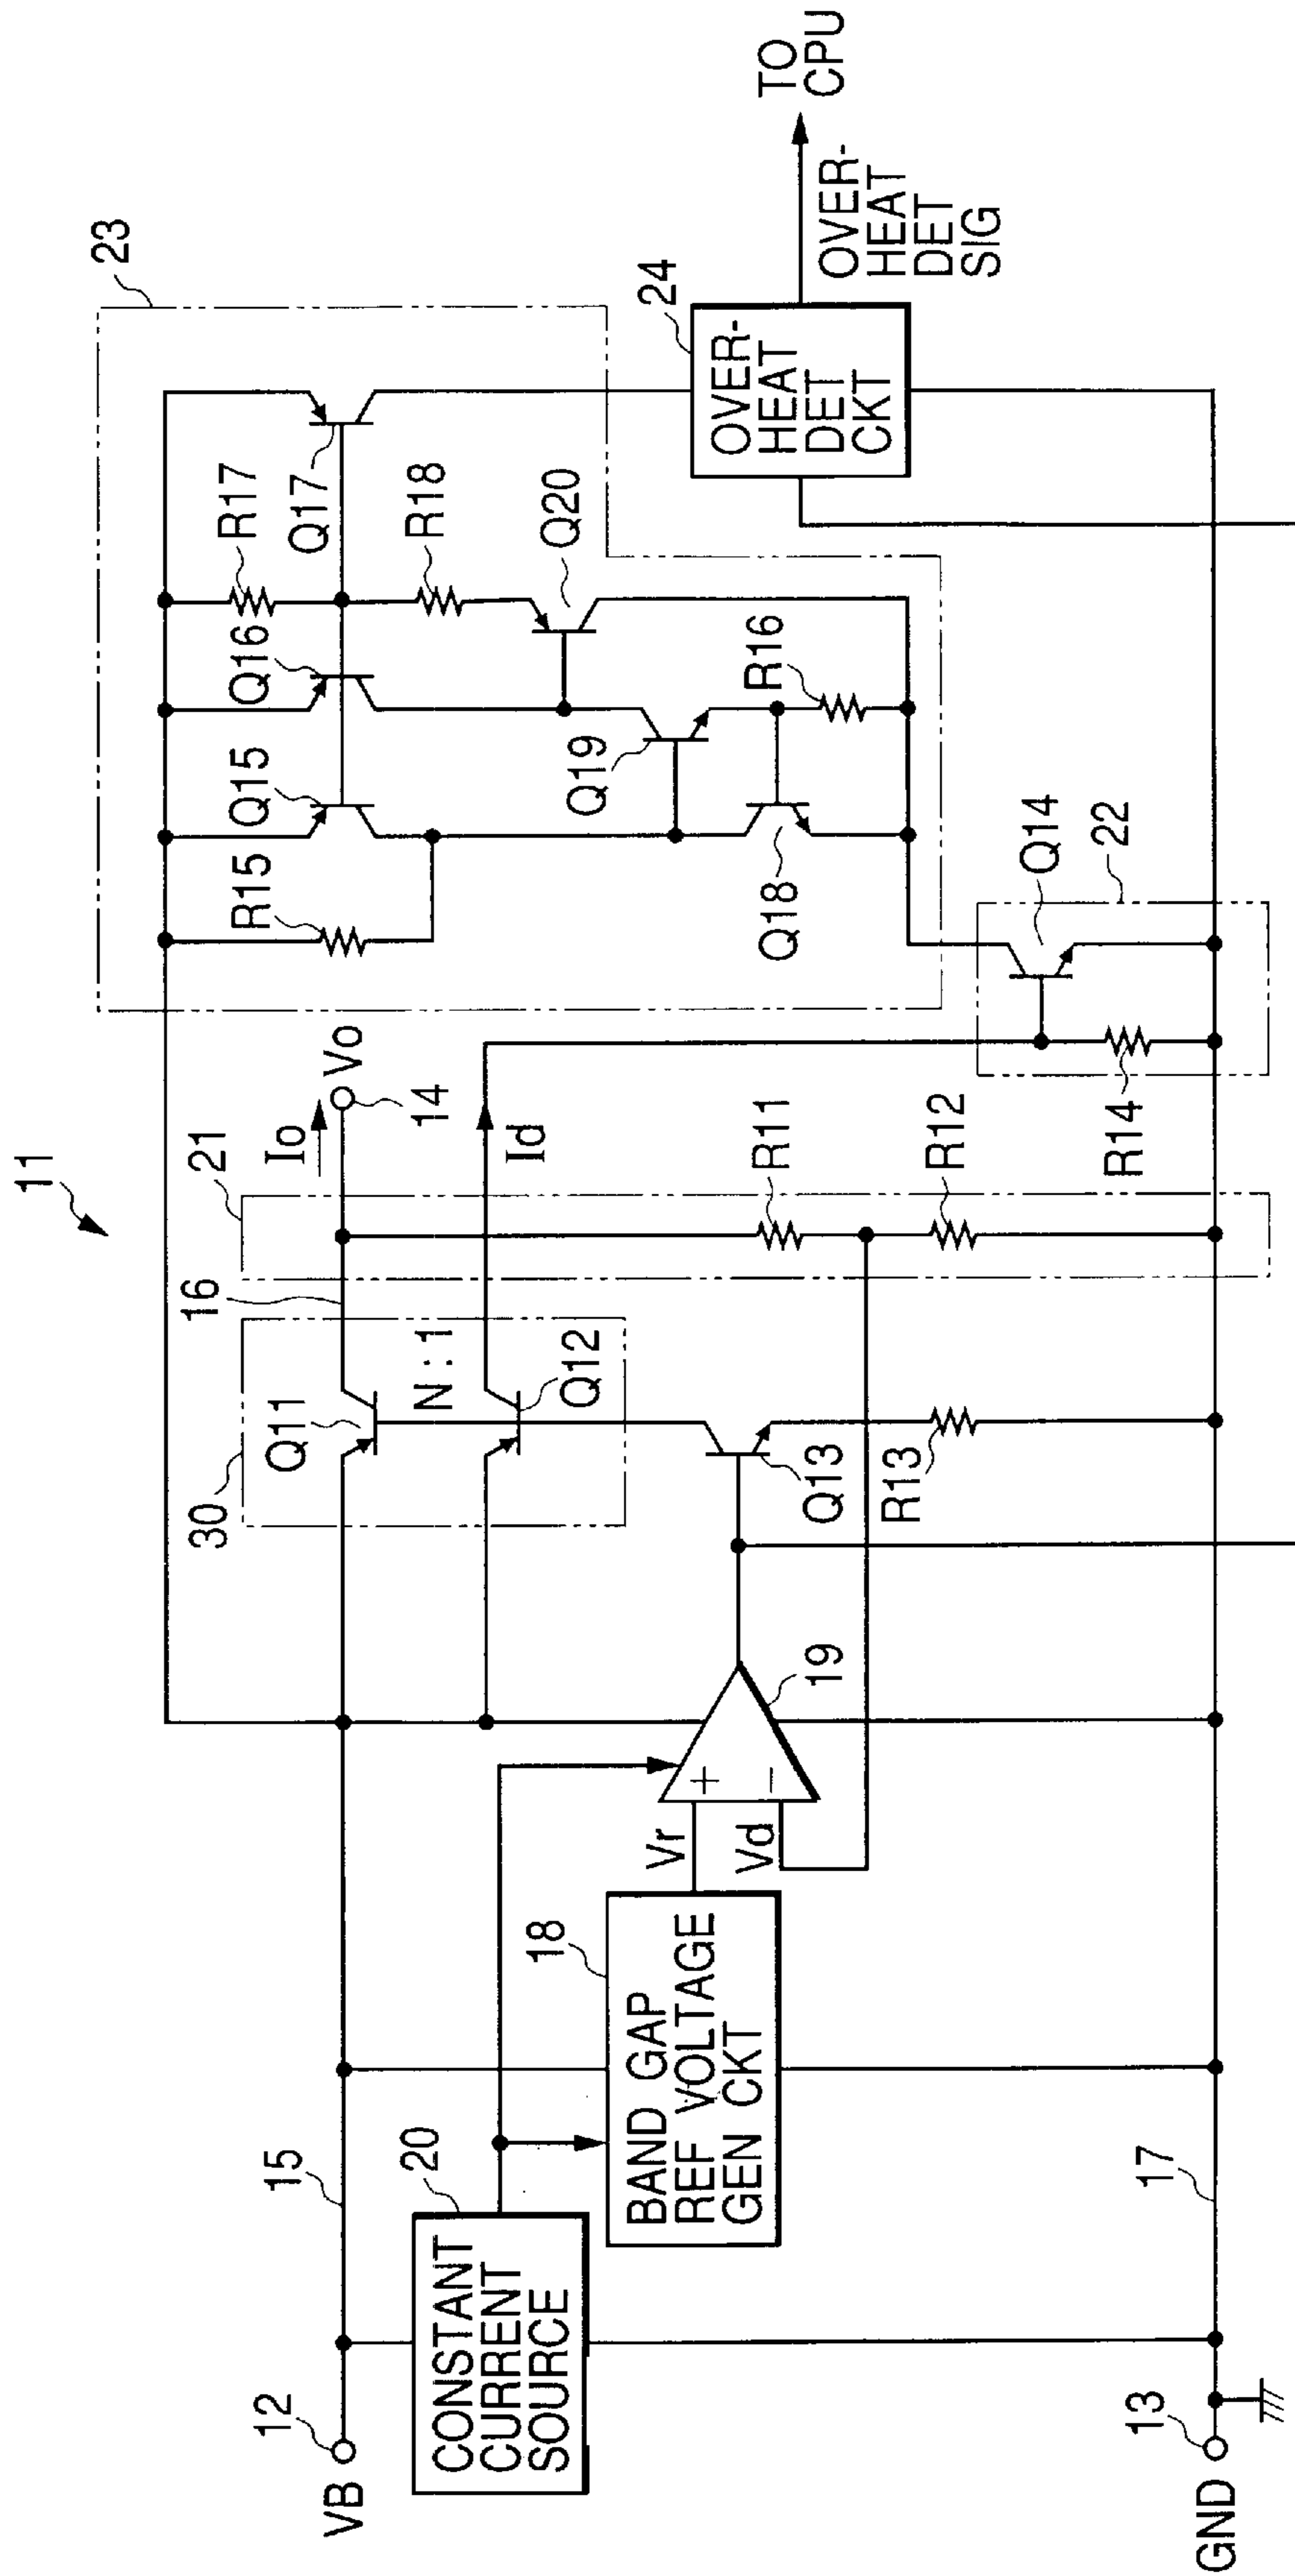 11
VB
12
15
CONSTANT
CURRENT
SOURCE
20
BAND GAP
REF VOLTAGE
GEN CKT
18
Vr
Vd
+
−
19
30
Q11
N : 1
Q12
16
21
Io
Vo
14
Id
Q13
R13
R11
R12
R14
Q14
22
23
R15
Q15
Q16
R17
Q17
R18
Q20
Q19
R16
Q18
24
OVER-
HEAT
DET
CKT
OVER-
HEAT
DET
SIG
TO
CPU
GND
13
17